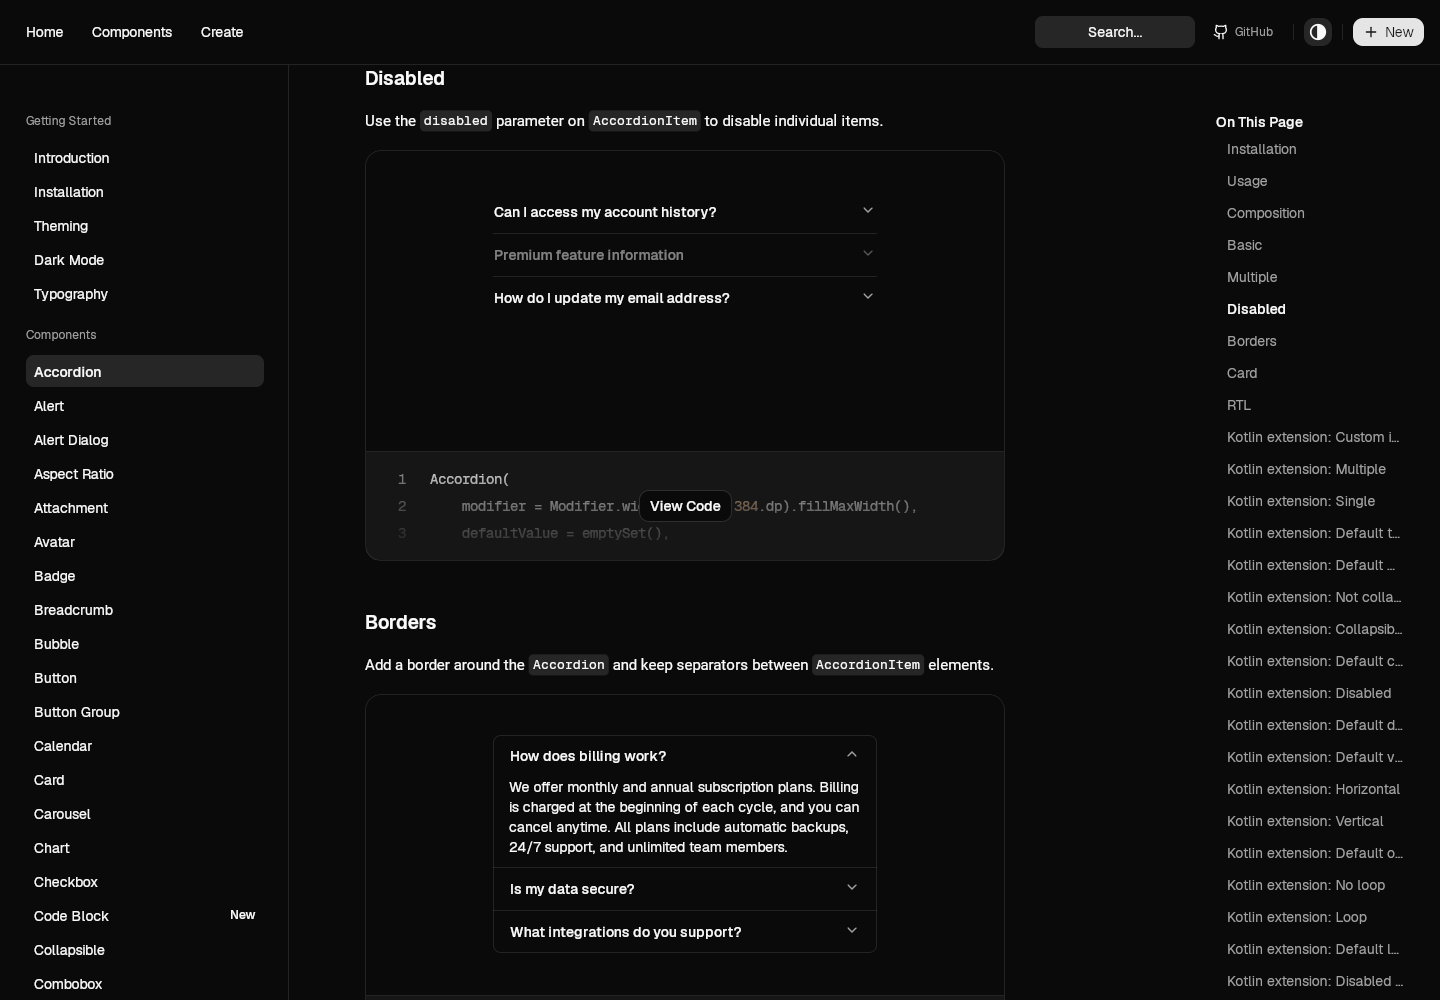 Home
Components
Create
Search...
GitHub
New
Getting Started
Introduction
Installation
Theming
Dark Mode
Typography
Components
Accordion
Alert
Alert Dialog
Aspect Ratio
Attachment
Avatar
Badge
Breadcrumb
Bubble
Button
Button Group
Calendar
Card
Carousel
Chart
Checkbox
Code Block New
Collapsible
Combobox
Disabled
Use the disabled parameter on AccordionItem to disable individual items.
Can I access my account history?
Premium feature information
How do I update my email address?
1 Accordion(
2 modifier = Modifier.wi
384.dp).fillMaxWidth(),
View Code
3 defaultValue = emptySet(),
Borders
Add a border around the Accordion and keep separators between AccordionItem elements.
How does billing work?
We offer monthly and annual subscription plans. Billing
is charged at the beginning of each cycle, and you can
cancel anytime. All plans include automatic backups,
24/7 support, and unlimited team members.
Is my data secure?
What integrations do you support?
On This Page
Installation
Usage
Composition
Basic
Multiple
Disabled
Borders
Card
RTL
Kotlin extension: Custom i...
Kotlin extension: Multiple
Kotlin extension: Single
Kotlin extension: Default t...
Kotlin extension: Default ...
Kotlin extension: Not colla...
Kotlin extension: Collapsib...
Kotlin extension: Default c...
Kotlin extension: Disabled
Kotlin extension: Default d...
Kotlin extension: Default v...
Kotlin extension: Horizontal
Kotlin extension: Vertical
Kotlin extension: Default o...
Kotlin extension: No loop
Kotlin extension: Loop
Kotlin extension: Default l...
Kotlin extension: Disabled ...